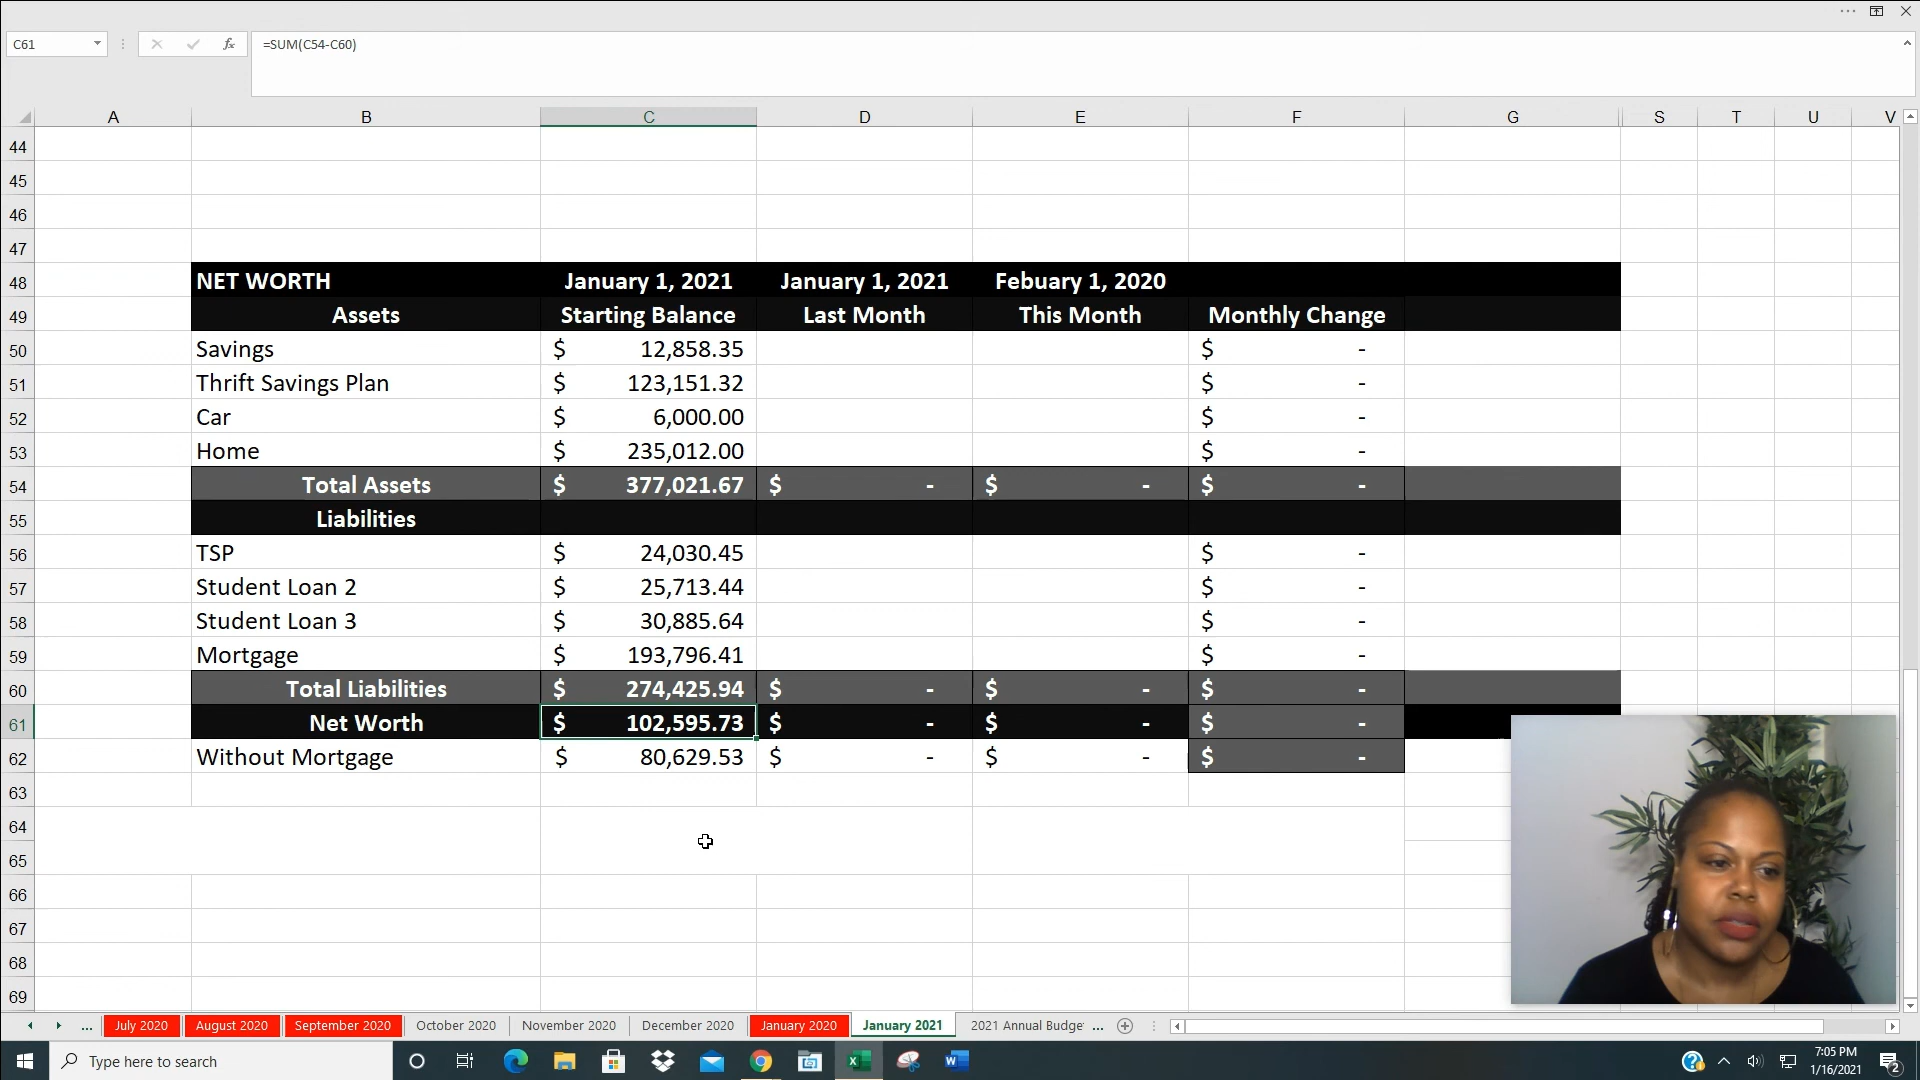 C61
=SUM(C54-C60)
A B C D E F G S T U V
44
45
46
47
48 NET WORTH January 1, 2021 January 1, 2021 Febuary 1, 2020
49 Assets Starting Balance Last Month This Month Monthly Change
50 Savings $ 12,858.35 $ -
51 Thrift Savings Plan $ 123,151.32 $ -
52 Car $ 6,000.00 $ -
53 Home $ 235,012.00 $ -
54 Total Assets $ 377,021.67 $ - $ - $ -
55 Liabilities
56 TSP $ 24,030.45 $ -
57 Student Loan 2 $ 25,713.44 $ -
58 Student Loan 3 $ 30,885.64 $ -
59 Mortgage $ 193,796.41 $ -
60 Total Liabilities $ 274,425.94 $ - $ - $ -
61 Net Worth $ 102,595.73 $ - $ - $ -
62 Without Mortgage $ 80,629.53 $ - $ - $ -
63
64
65
66
67
68
69
... July 2020 August 2020 September 2020 October 2020 November 2020 December 2020 January 2020 January 2021 2021 Annual Budge ...
Type here to search
7:05 PM
1/16/2021
2